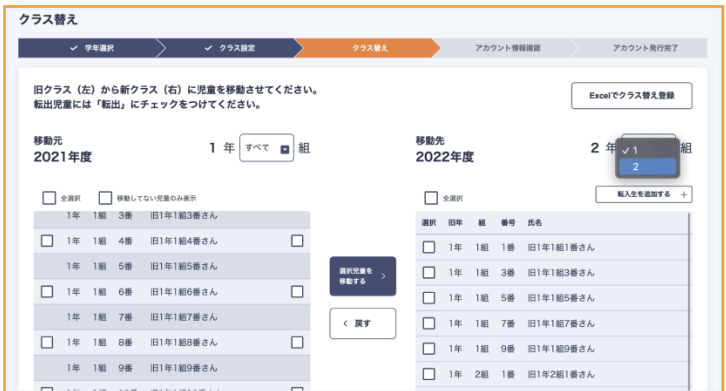 クラス替え
✓ 学年選択
✓ クラス設定
クラス替え
アカウント情報確認
アカウント発行完了
旧クラス（左）から新クラス（右）に児童を移動させてください。
転出児童には「転出」にチェックをつけてください。
Excelでクラス替え登録
移動元
2021年度
1 年 すべて 組
移動先
2022年度
2 年 ✓ 1 組
2
全選択 移動してない児童のみ表示
全選択
転入生を追加する ＋
1年 1組 3番 旧1年1組3番さん
1年 1組 4番 旧1年1組4番さん
1年 1組 5番 旧1年1組5番さん
1年 1組 6番 旧1年1組6番さん
1年 1組 7番 旧1年1組7番さん
1年 1組 8番 旧1年1組8番さん
1年 1組 9番 旧1年1組9番さん
選択児童を
移動する >
< 戻す
選択 旧年 組 番号 氏名
1年 1組 1番 旧1年1組1番さん
1年 1組 3番 旧1年1組3番さん
1年 1組 5番 旧1年1組5番さん
1年 1組 7番 旧1年1組7番さん
1年 1組 9番 旧1年1組9番さん
1年 2組 1番 旧1年2組1番さん